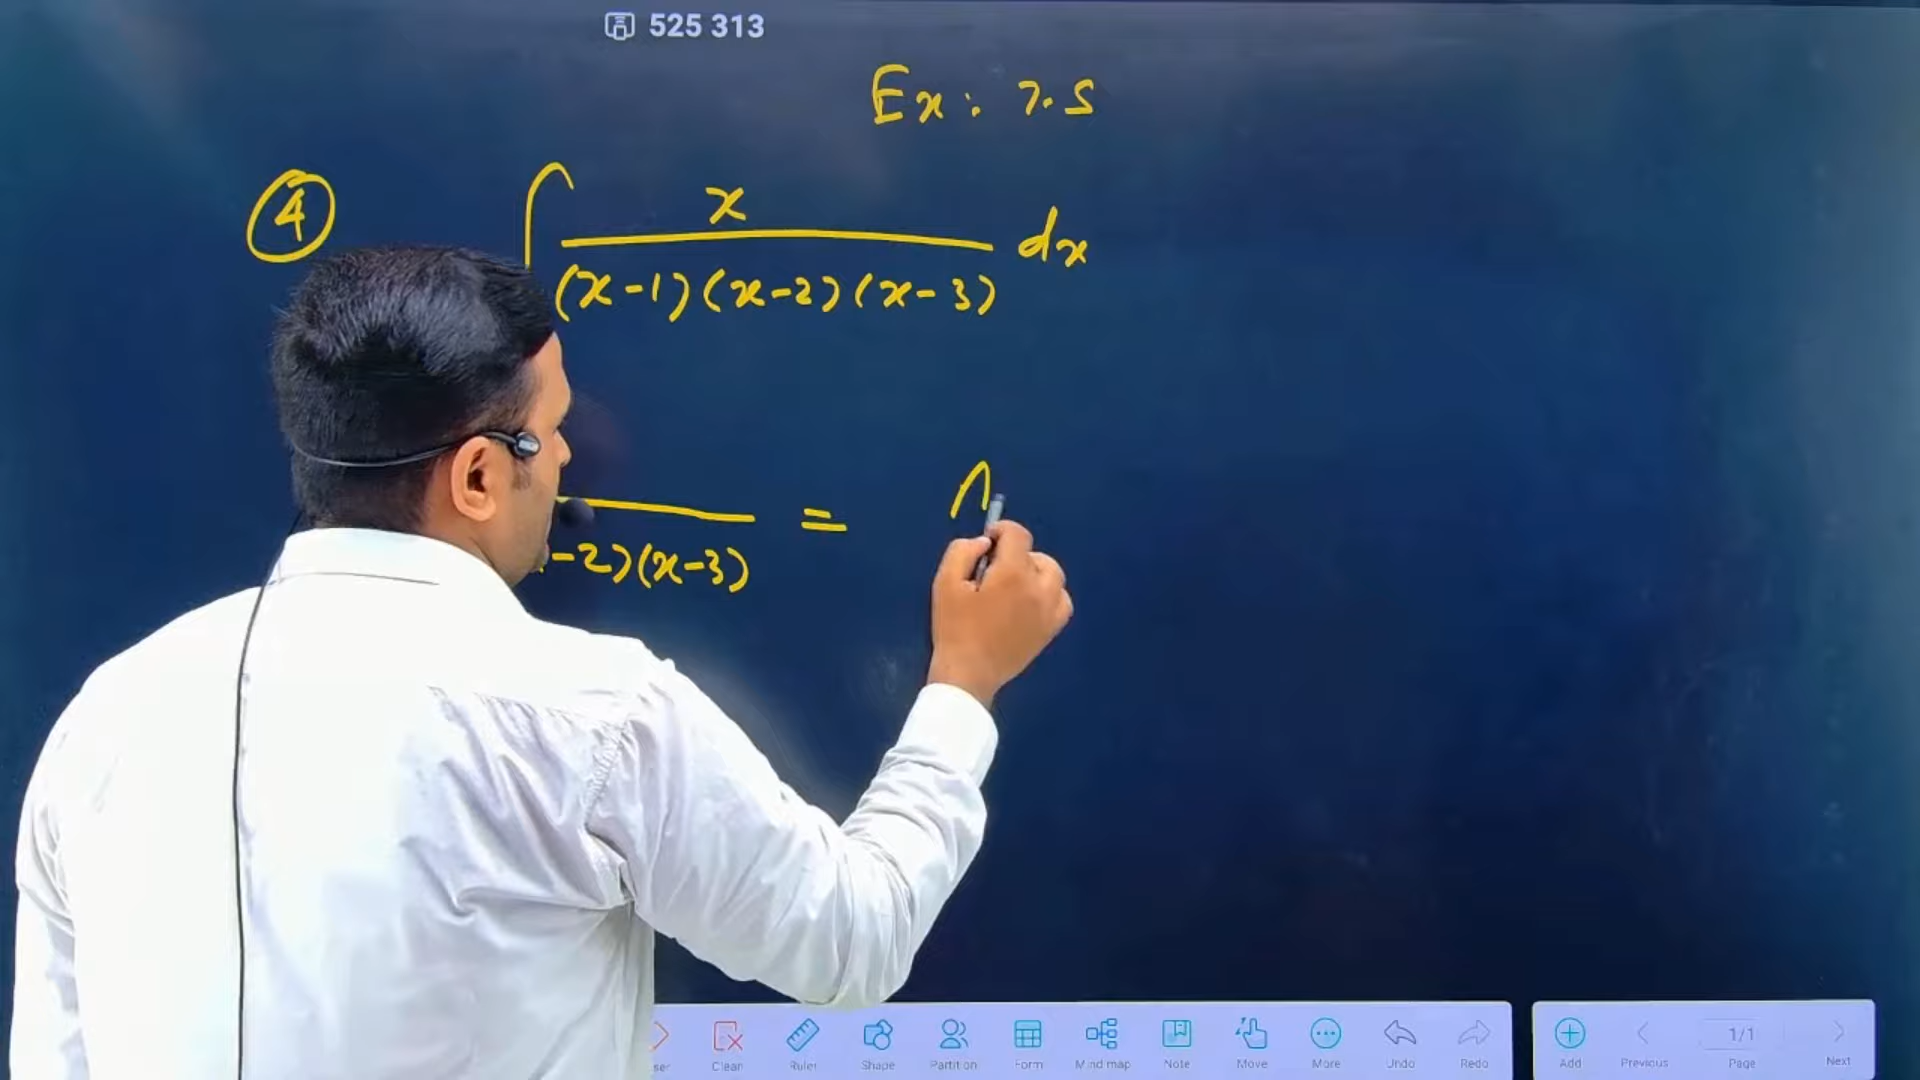 525 313
Ex: 7.5
④ ∫ x / (x-1)(x-2)(x-3) dx
-2)(x-3) =
Clean Ruler Shape Partition Form Mind map Note Move More Undo Redo Add Previous 1/1 Page Next